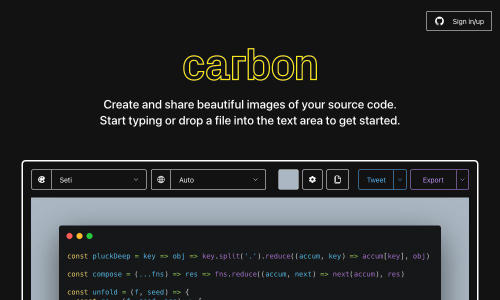 Sign in/up
carbon
Create and share beautiful images of your source code.
Start typing or drop a file into the text area to get started.
Seti
Auto
Tweet
Export
const pluckDeep = key => obj => key.split('.').reduce((accum, key) => accum[key], obj)
const compose = (...fns) => res => fns.reduce((accum, next) => next(accum), res)
const unfold = (f, seed) => {